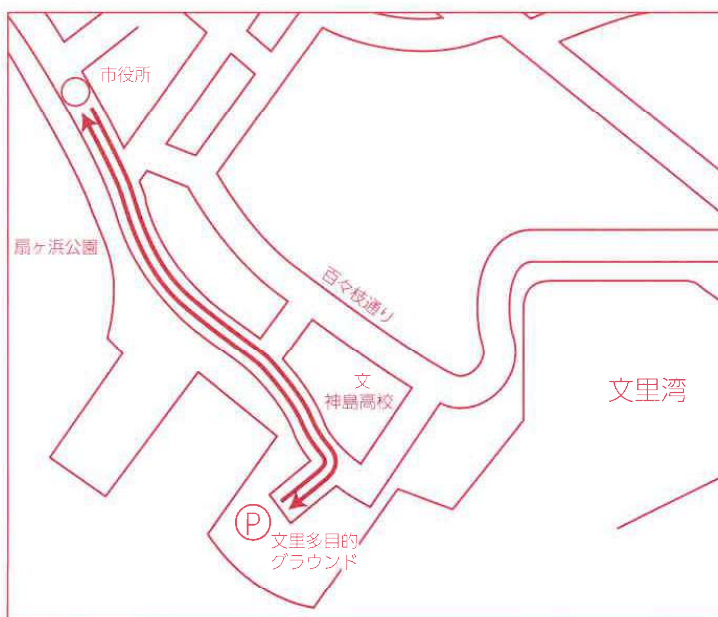 市役所
扇ヶ浜公園
百々枝通り
文
神島高校
文里湾
P
文里多目的
グラウンド